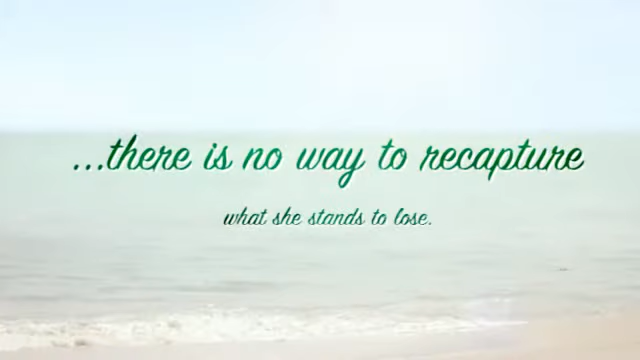 ...there is no way to recapture
what she stands to lose.